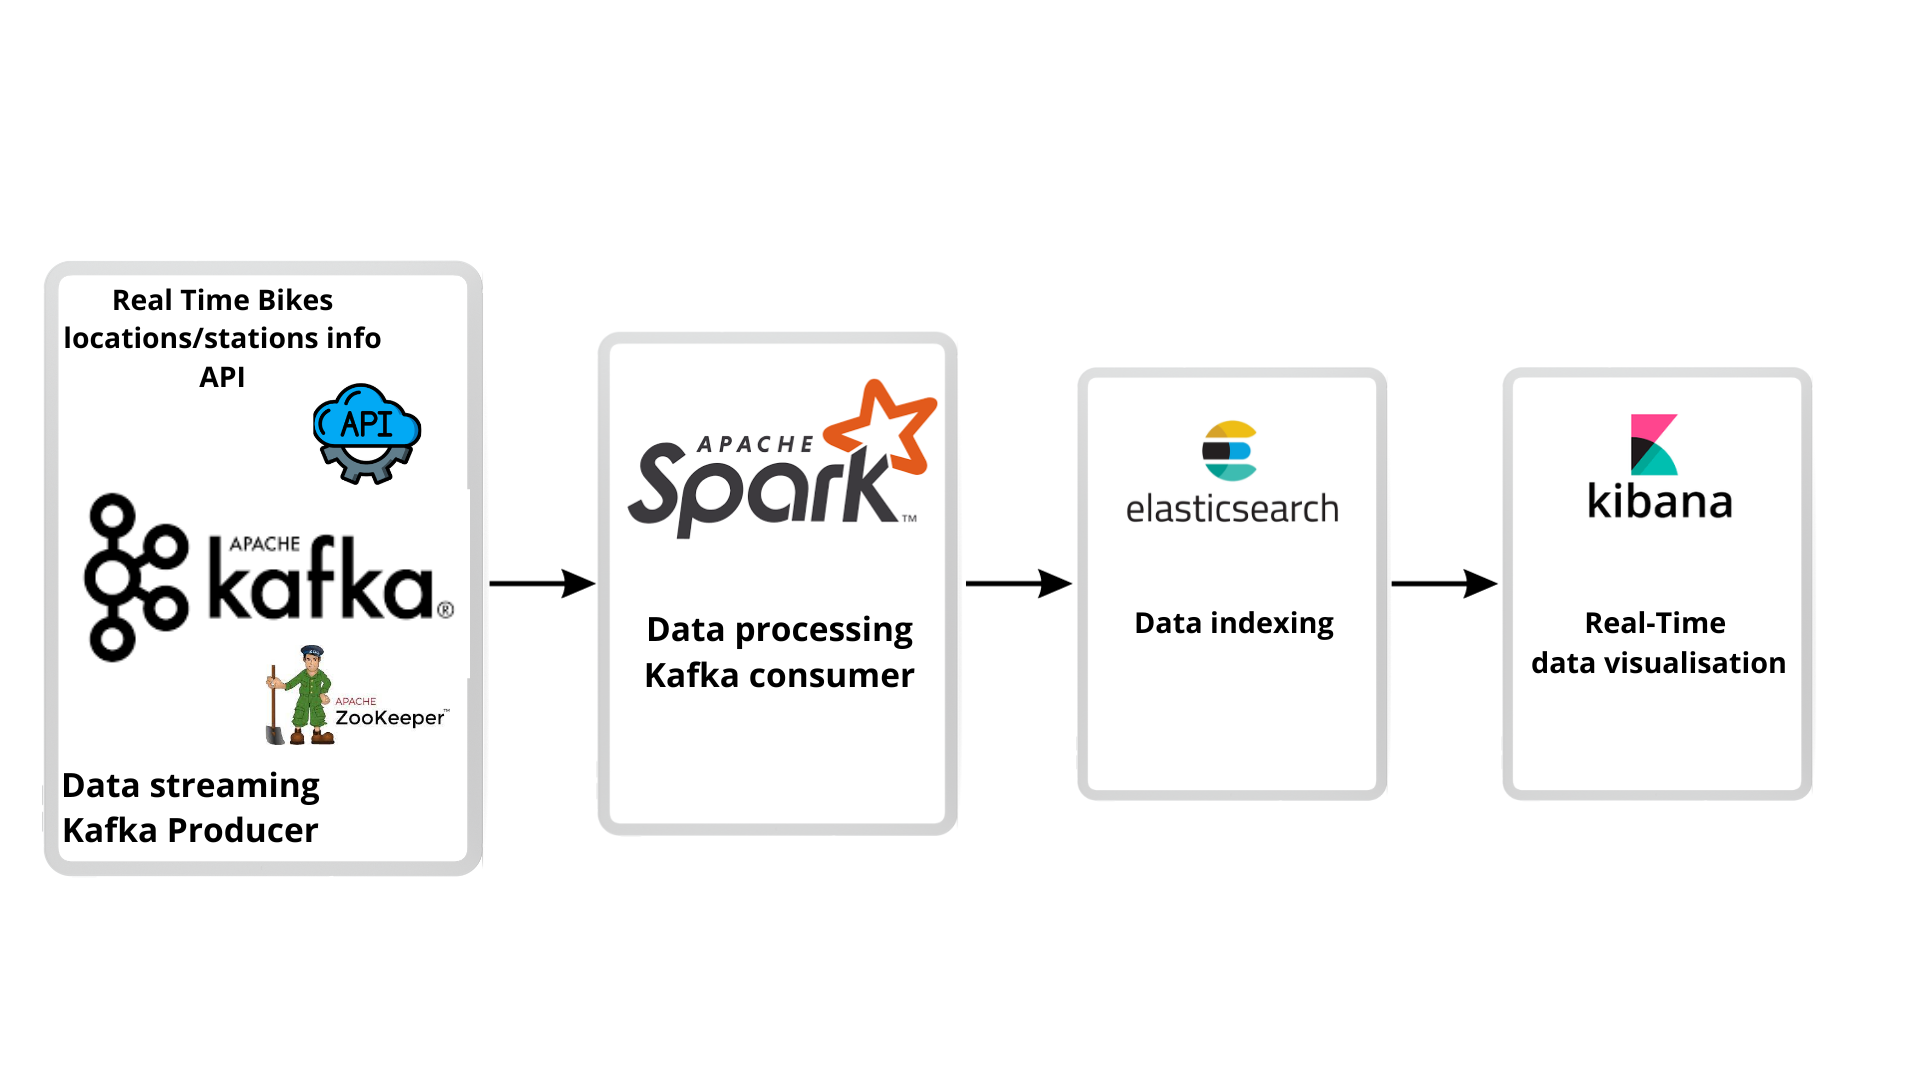 Real Time Bikes
locations/stations info
API
API
APACHE
kafka®
APACHE
ZooKeeper™
Data streaming
Kafka Producer
APACHE
Spark™
Data processing
Kafka consumer
elasticsearch
Data indexing
kibana
Real-Time
data visualisation